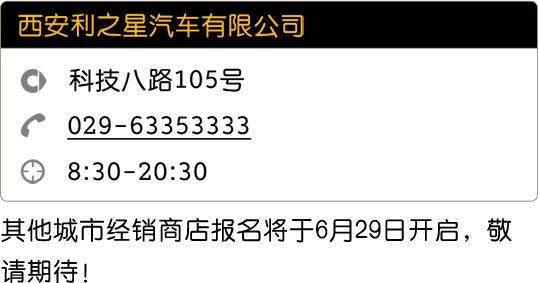 西安利之星汽车有限公司
科技八路105号
029-63353333
8:30-20:30
其他城市经销商店报名将于6月29日开启，敬
请期待！